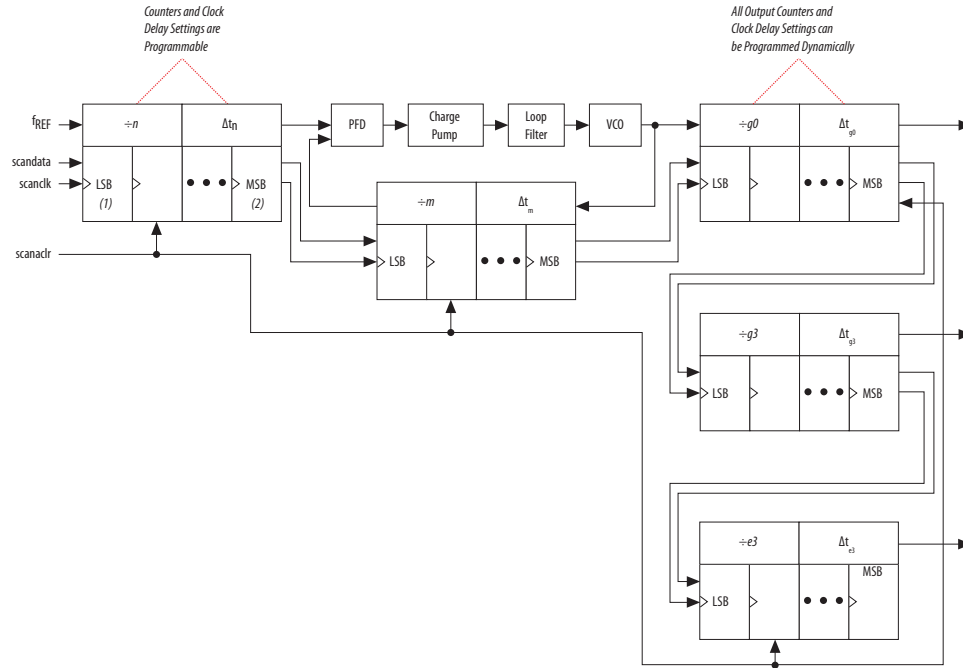 Counters and Clock
Delay Settings are
Programmable
All Output Counters and
Clock Delay Settings can
be Programmed Dynamically
fREF
÷n
Δtn
PFD
Charge
Pump
Loop
Filter
VCO
÷g0
Δtg0
scandata
scanclk
LSB
(1)
MSB
(2)
LSB
MSB
÷m
Δtm
scanaclr
LSB
MSB
÷g3
Δtg3
LSB
MSB
÷e3
Δte3
MSB
LSB